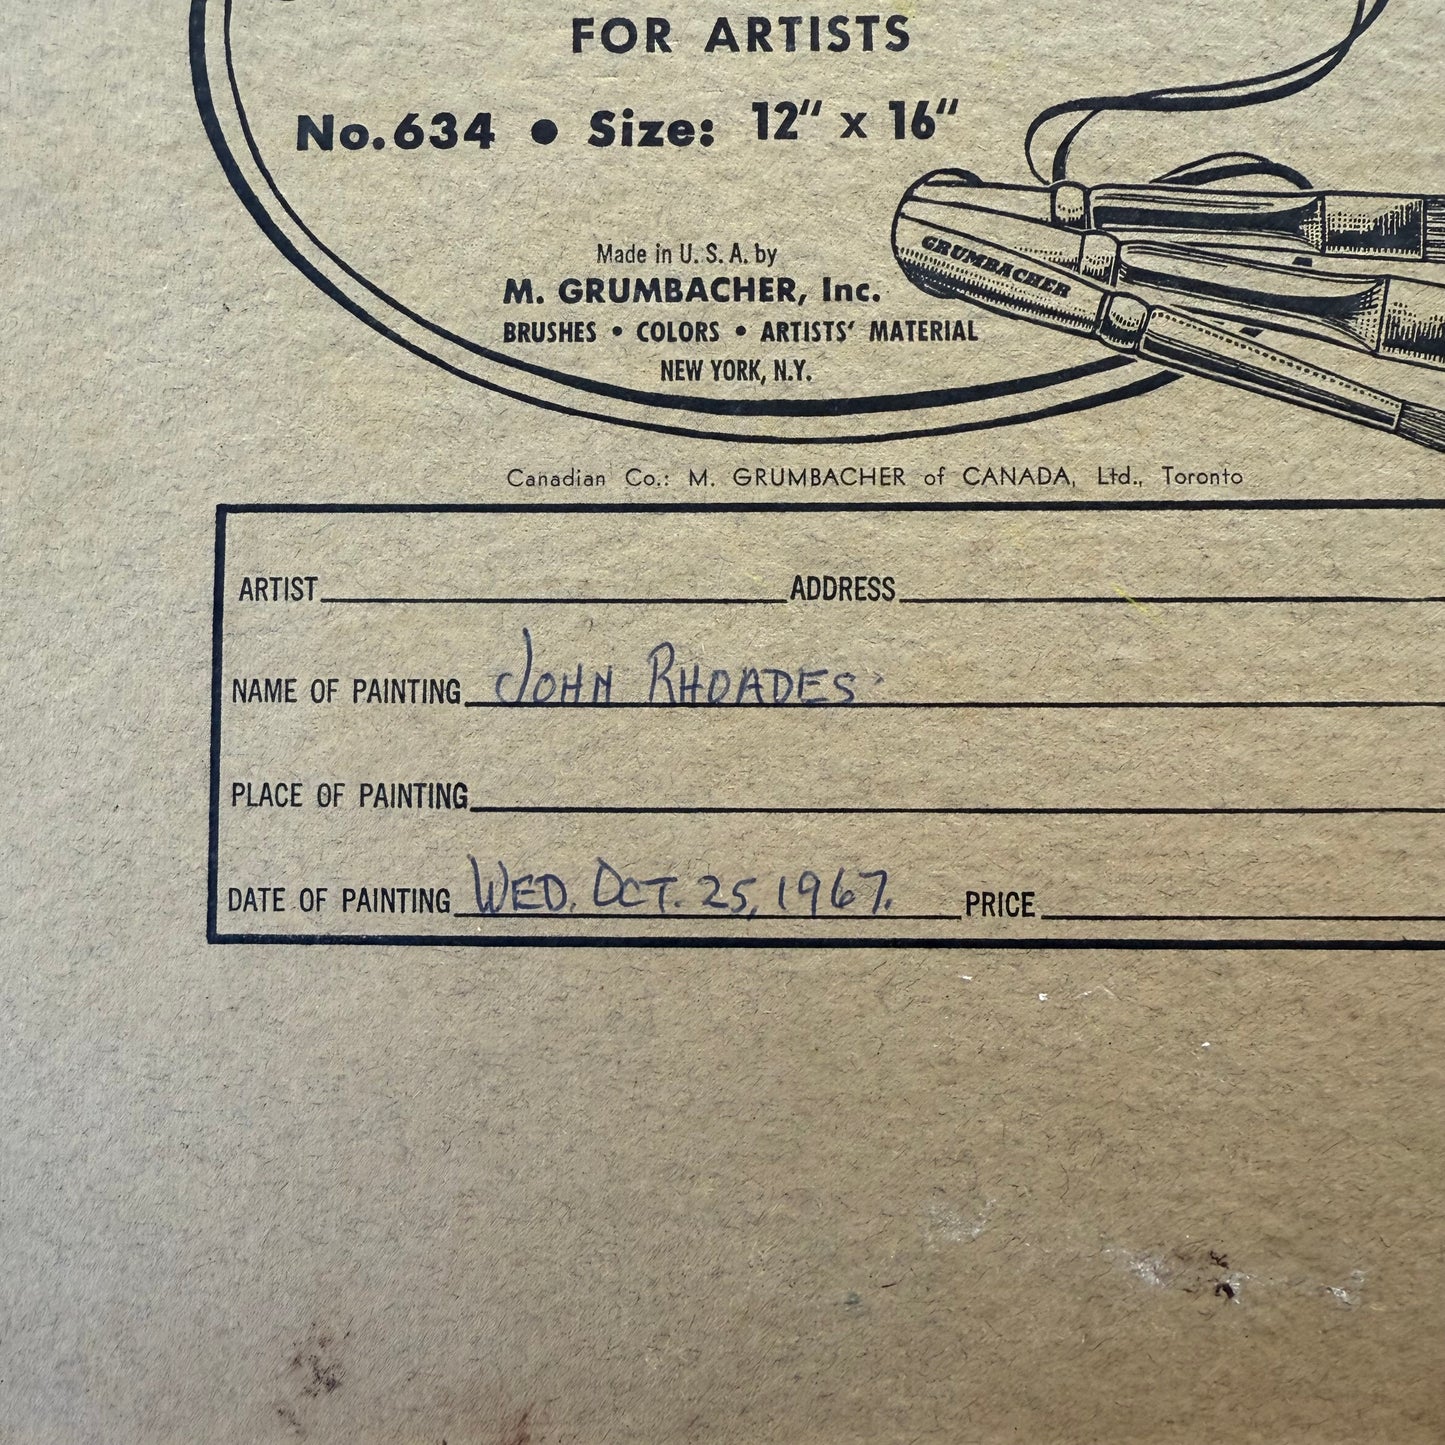 FOR ARTISTS
No.634 • Size: 12" x 16"
GRUMBACHER
Made in U. S. A. by
M. GRUMBACHER, Inc.
BRUSHES • COLORS • ARTISTS' MATERIAL
NEW YORK, N.Y.
Canadian Co.: M. GRUMBACHER of CANADA, Ltd., Toronto
ARTIST ADDRESS
NAME OF PAINTING JOHN RHOADES
PLACE OF PAINTING
DATE OF PAINTING WED. OCT. 25, 1967. PRICE